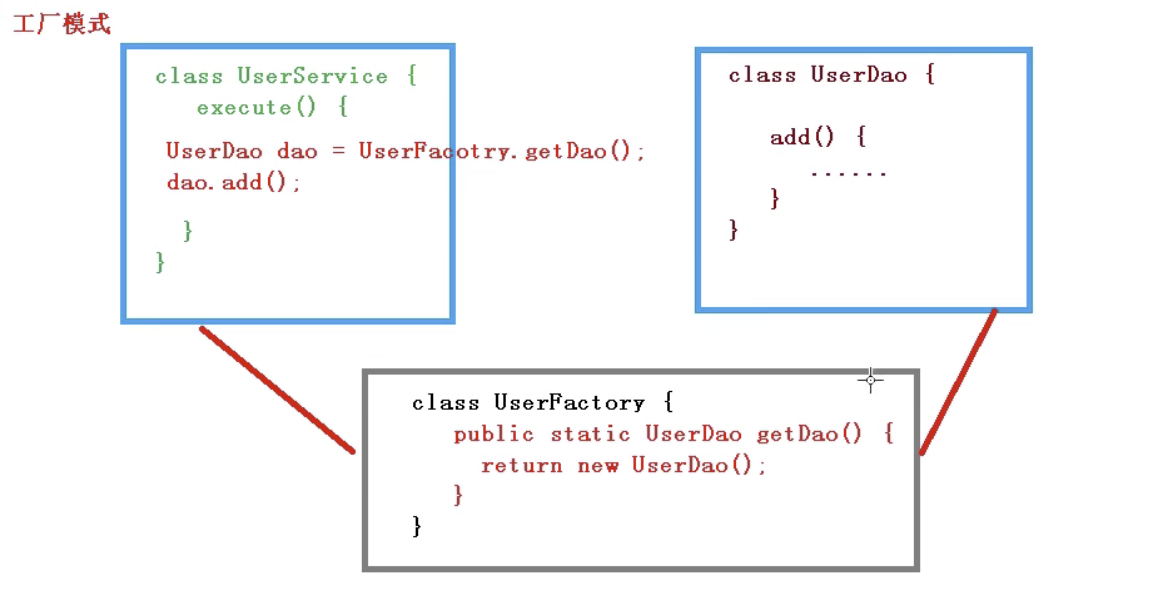 工厂模式
class UserService {
execute() {
UserDao dao = UserFacotry.getDao();
dao.add();
}
}
class UserDao {
add() {
......
}
}
class UserFactory {
public static UserDao getDao() {
return new UserDao();
}
}